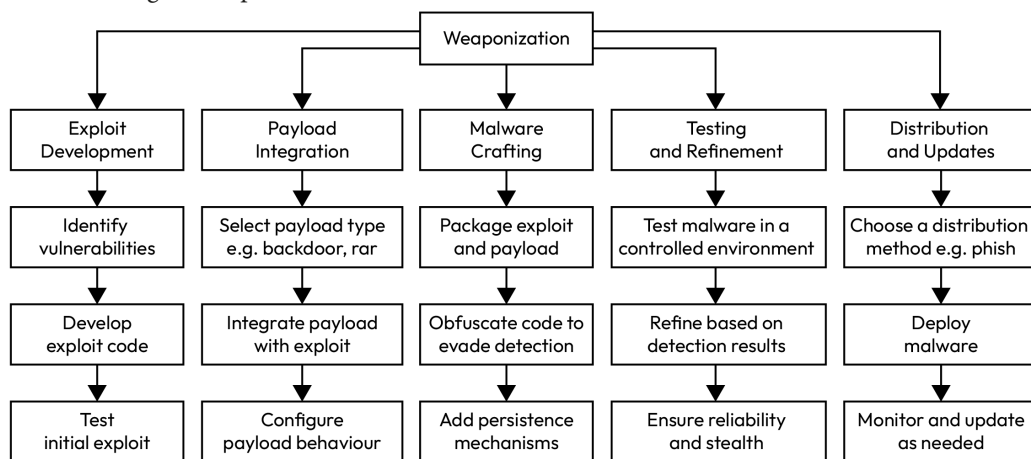 Weaponization
Exploit
Development
Payload
Integration
Malware
Crafting
Testing
and Refinement
Distribution
and Updates
Identify
vulnerabilities
Select payload type
e.g. backdoor, rar
Package exploit
and payload
Test malware in a
controlled environment
Choose a distribution
method e.g. phish
Develop
exploit code
Integrate payload
with exploit
Obfuscate code to
evade detection
Refine based on
detection results
Deploy
malware
Test
initial exploit
Configure
payload behaviour
Add persistence
mechanisms
Ensure reliability
and stealth
Monitor and update
as needed